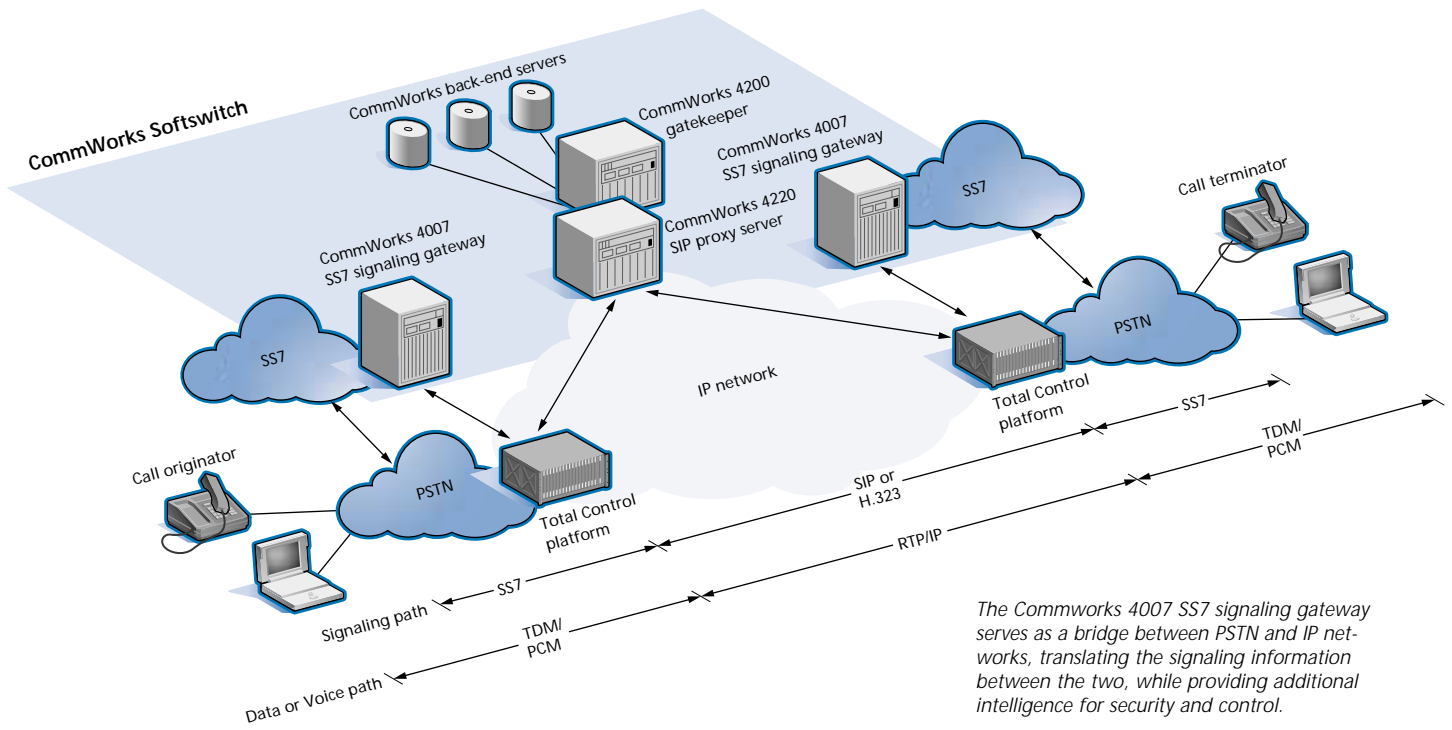 CommWorks Softswitch
CommWorks back-end servers
CommWorks 4200
gatekeeper
CommWorks 4007
SS7 signaling gateway
SS7
Call terminator
CommWorks 4220
SIP proxy server
CommWorks 4007
SS7 signaling gateway
PSTN
SS7
IP network
Total Control
platform
SS7
TDM/
PCM
Call originator
PSTN
SIP or
H.323
Total Control
platform
RTP/IP
SS7
Signaling path
TDM/
PCM
Data or Voice path
The Commworks 4007 SS7 signaling gateway
serves as a bridge between PSTN and IP net-
works, translating the signaling information
between the two, while providing additional
intelligence for security and control.